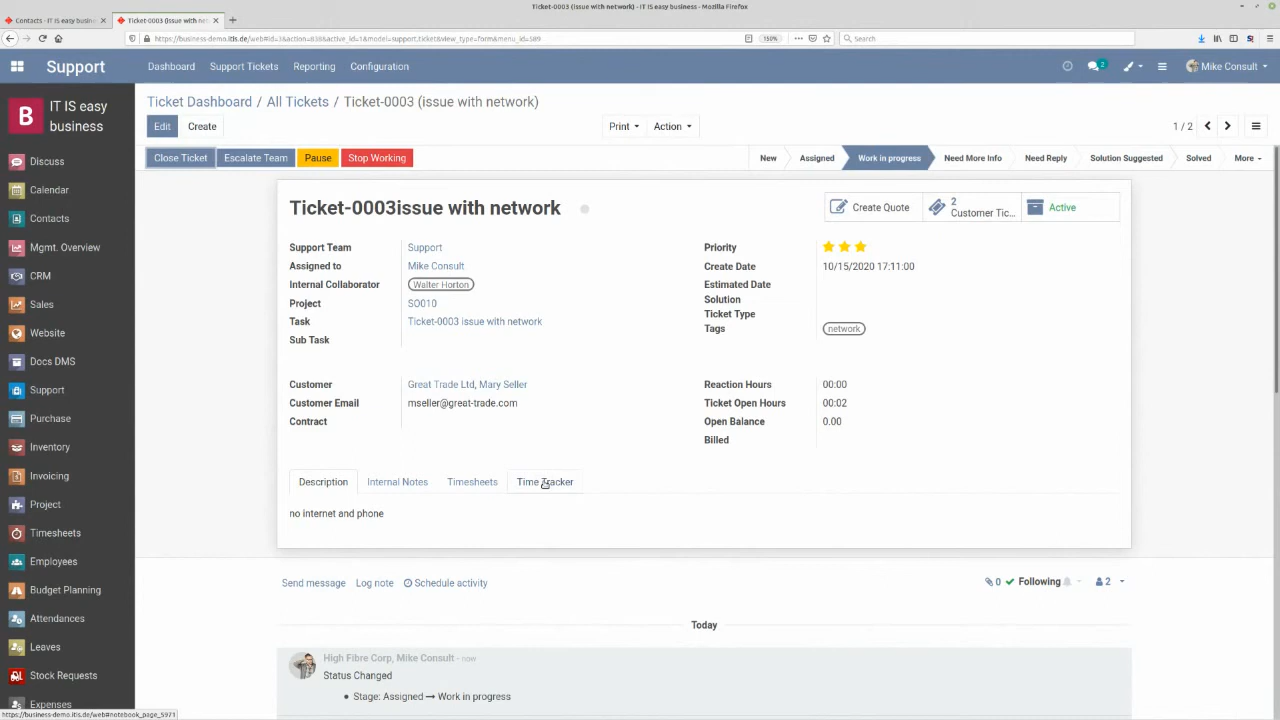 Ticket-0003 (issue with network) - IT IS easy business - Mozilla Firefox
Contacts - IT IS easy busin
Ticket-0003 (issue with net
https://business-demo.itis.de/web#id=3&action=838&active_id=1&model=support.ticket&view_type=form&menu_id=589
150%
Search
Support
Dashboard
Support Tickets
Reporting
Configuration
2
Mike Consult
B
IT IS easy
business
Discuss
Calendar
Contacts
Mgmt. Overview
CRM
Sales
Website
Docs DMS
Support
Purchase
Inventory
Invoicing
Project
Timesheets
Employees
Budget Planning
Attendances
Leaves
Stock Requests
Expenses
Ticket Dashboard / All Tickets / Ticket-0003 (issue with network)
Edit
Create
Print
Action
1 / 2
Close Ticket
Escalate Team
Pause
Stop Working
New
Assigned
Work in progress
Need More Info
Need Reply
Solution Suggested
Solved
More
Ticket-0003issue with network
Create Quote
2
Customer Tic...
Active
Support Team
Support
Assigned to
Mike Consult
Internal Collaborator
Walter Horton
Project
SO010
Task
Ticket-0003 issue with network
Sub Task
Priority
Create Date
10/15/2020 17:11:00
Estimated Date
Solution
Ticket Type
Tags
network
Customer
Great Trade Ltd, Mary Seller
Customer Email
mseller@great-trade.com
Contract
Reaction Hours
00:00
Ticket Open Hours
00:02
Open Balance
0.00
Billed
Description
Internal Notes
Timesheets
Time Tracker
no internet and phone
Send message
Log note
Schedule activity
0
Following
2
Today
High Fibre Corp, Mike Consult - now
Status Changed
• Stage: Assigned → Work in progress
https://business-demo.itis.de/web#notebook_page_5971